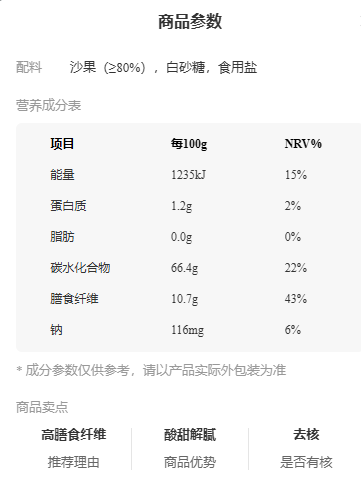 商品参数
配料 沙果（≥80%），白砂糖，食用盐
营养成分表
项目 每100g NRV%
能量 1235kJ 15%
蛋白质 1.2g 2%
脂肪 0.0g 0%
碳水化合物 66.4g 22%
膳食纤维 10.7g 43%
钠 116mg 6%
* 成分参数仅供参考，请以产品实际外包装为准
商品卖点
高膳食纤维 酸甜解腻 去核
推荐理由 商品优势 是否有核